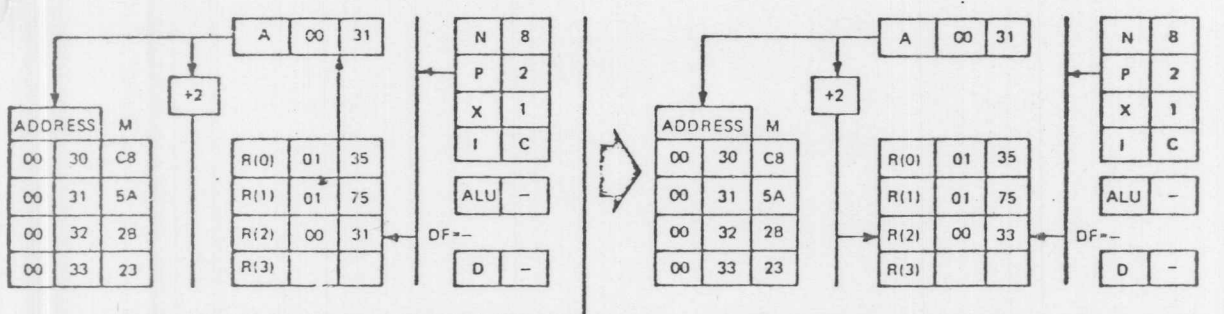 A 00 31
N 8
P 2
+2
X 1
ADDRESS M
I C
00 30 C8
R(0) 01 35
00 31 5A
R(1) 01 75
ALU –
00 32 28
R(2) 00 31
DF=–
00 33 23
R(3)
D –
A 00 31
N 8
P 2
+2
X 1
ADDRESS M
I C
00 30 C8
R(0) 01 35
00 31 5A
R(1) 01 75
ALU –
00 32 28
R(2) 00 33
DF=–
00 33 23
R(3)
D –